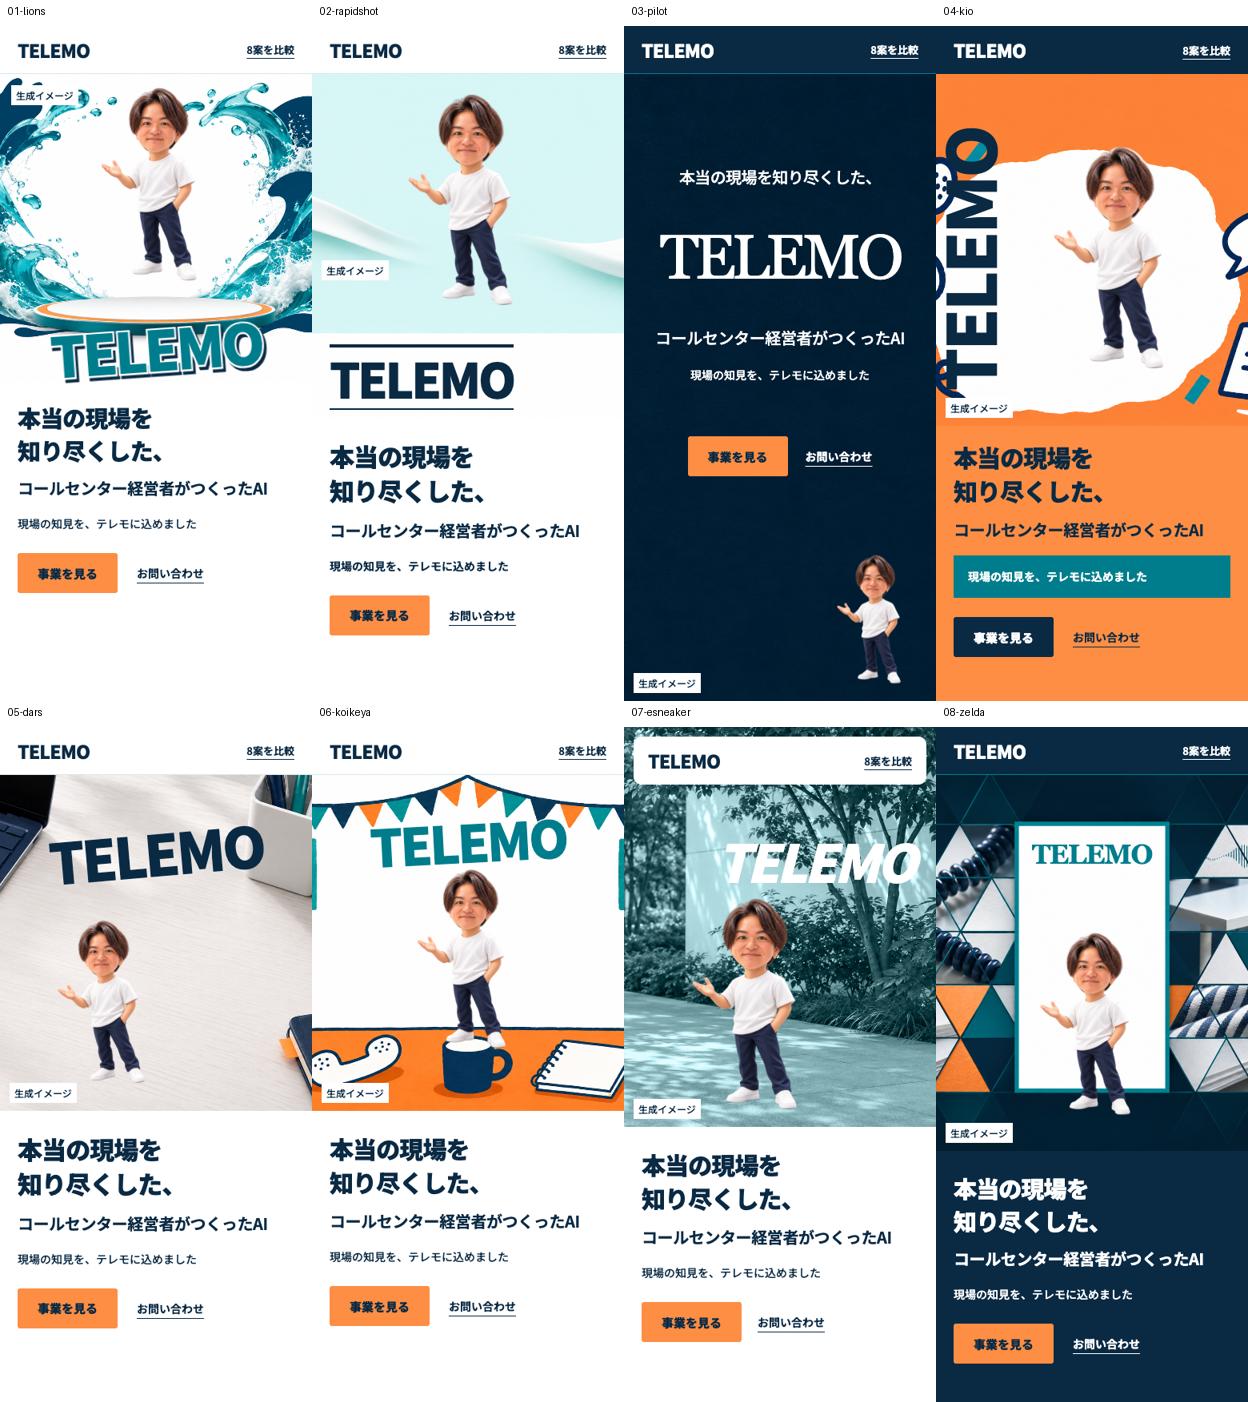 01-lions
TELEMO
8案を比較
生成イメージ
TELEMO
本当の現場を
知り尽くした、
コールセンター経営者がつくったAI
現場の知見を、テレモに込めました
事業を見る
お問い合わせ
02-rapidshot
TELEMO
8案を比較
生成イメージ
TELEMO
本当の現場を
知り尽くした、
コールセンター経営者がつくったAI
現場の知見を、テレモに込めました
事業を見る
お問い合わせ
03-pilot
TELEMO
8案を比較
本当の現場を知り尽くした、
TELEMO
コールセンター経営者がつくったAI
現場の知見を、テレモに込めました
事業を見る
お問い合わせ
生成イメージ
04-kio
TELEMO
8案を比較
TELEMO
生成イメージ
本当の現場を
知り尽くした、
コールセンター経営者がつくったAI
現場の知見を、テレモに込めました
事業を見る
お問い合わせ
05-dars
TELEMO
8案を比較
TELEMO
生成イメージ
本当の現場を
知り尽くした、
コールセンター経営者がつくったAI
現場の知見を、テレモに込めました
事業を見る
お問い合わせ
06-koikeya
TELEMO
8案を比較
TELEMO
生成イメージ
本当の現場を
知り尽くした、
コールセンター経営者がつくったAI
現場の知見を、テレモに込めました
事業を見る
お問い合わせ
07-esneaker
TELEMO
8案を比較
TELEMO
生成イメージ
本当の現場を
知り尽くした、
コールセンター経営者がつくったAI
現場の知見を、テレモに込めました
事業を見る
お問い合わせ
08-zelda
TELEMO
8案を比較
TELEMO
生成イメージ
本当の現場を
知り尽くした、
コールセンター経営者がつくったAI
現場の知見を、テレモに込めました
事業を見る
お問い合わせ